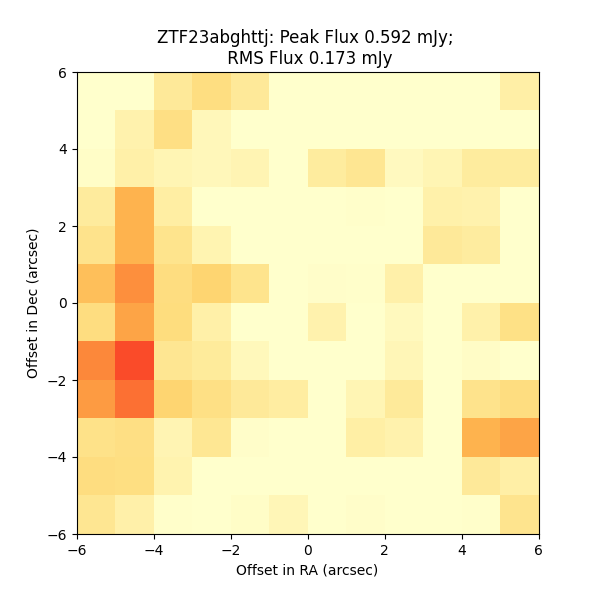 ZTF23abghttj: Peak Flux 0.592 mJy;
RMS Flux 0.173 mJy
6
4
2
0
−2
−4
−6
Offset in Dec (arcsec)
−6 −4 −2 0 2 4 6
Offset in RA (arcsec)